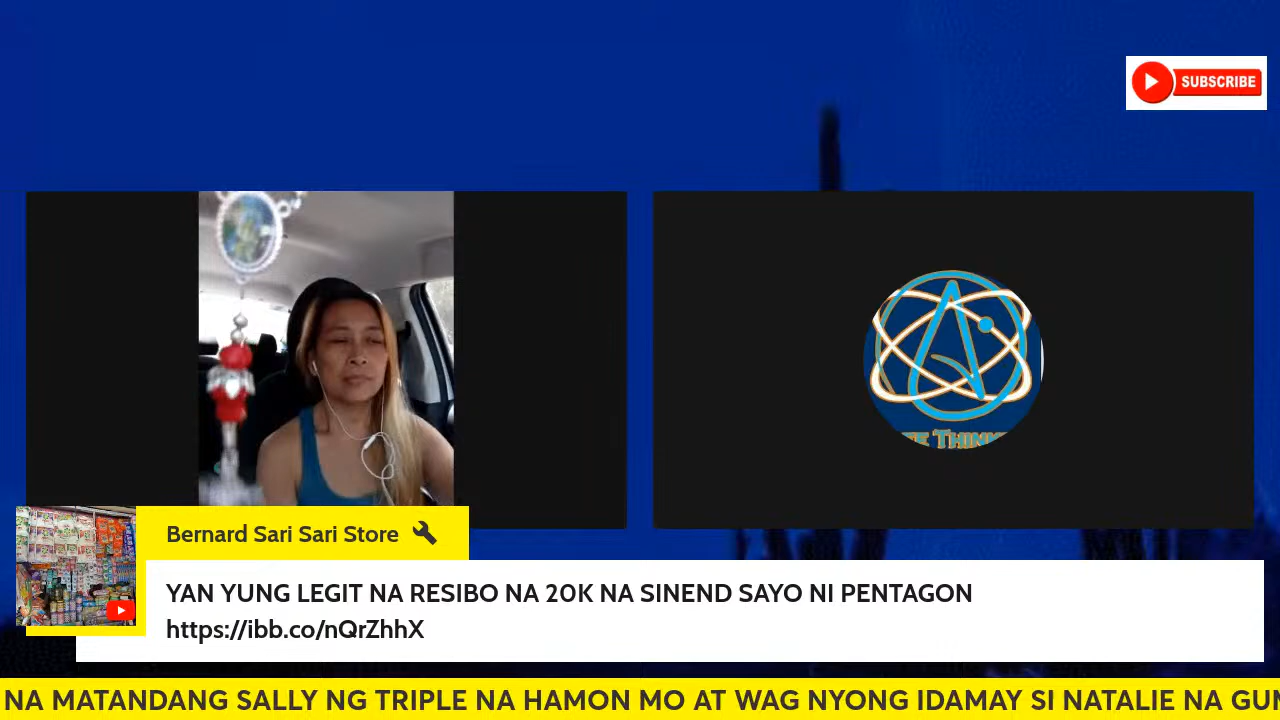 SUBSCRIBE
THINK
Bernard Sari Sari Store
YAN YUNG LEGIT NA RESIBO NA 20K NA SINEND SAYO NI PENTAGON
https://ibb.co/nQrZhhX
NA MATANDANG SALLY NG TRIPLE NA HAMON MO AT WAG NYONG IDAMAY SI NATALIE NA